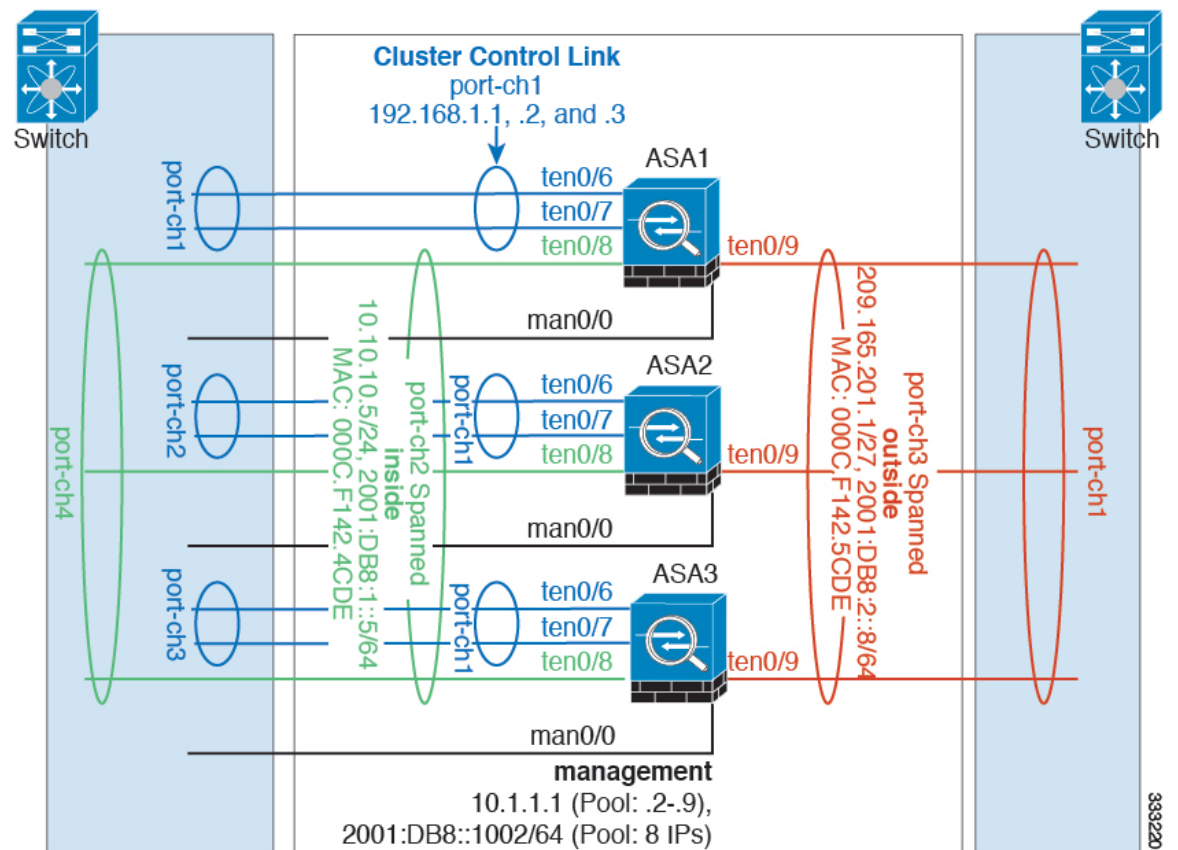 Switch
Switch
Cluster Control Link
port-ch1
192.168.1.1, .2, and .3
ASA1
port-ch1
ten0/6
ten0/7
ten0/8
ten0/9
man0/0
ASA2
port-ch2
port-ch1
ten0/6
ten0/7
ten0/8
ten0/9
man0/0
ASA3
port-ch3
port-ch1
ten0/6
ten0/7
ten0/8
ten0/9
man0/0
port-ch4
port-ch2 Spanned
inside
10.10.10.5/24, 2001:DB8:1::5/64
MAC: 000C.F142.4CDE
port-ch3 Spanned
outside
209.165.201.1/27, 2001:DB8:2::8/64
MAC: 000C.F142.5CDE
port-ch1
management
10.1.1.1 (Pool: .2-.9),
2001:DB8::1002/64 (Pool: 8 IPs)
333220